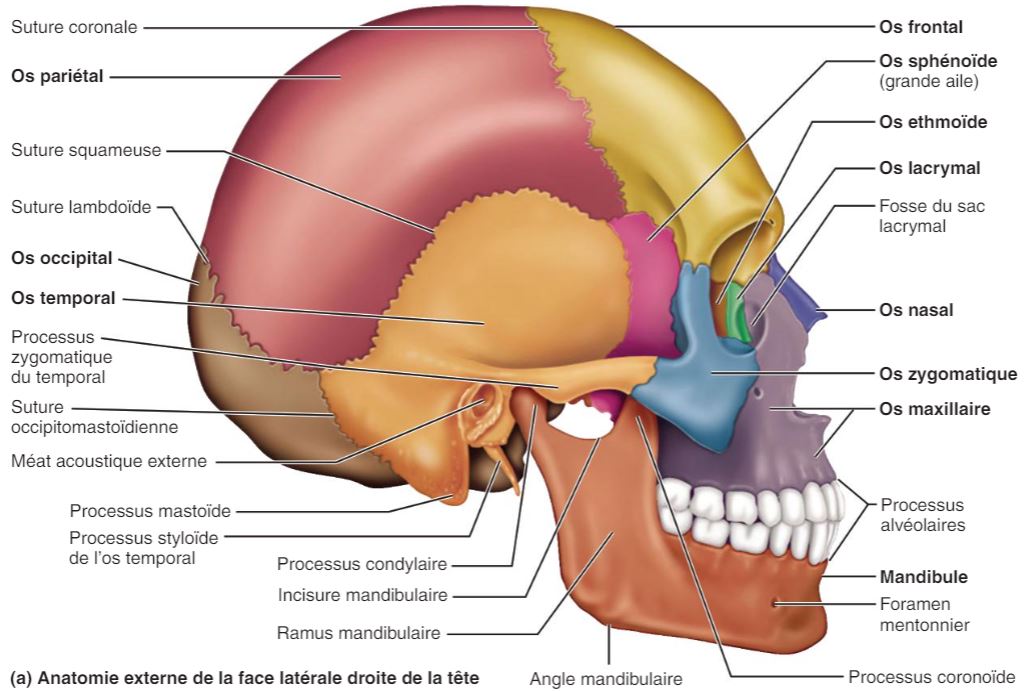 Suture coronale
Os pariétal
Suture squameuse
Suture lambdoïde
Os occipital
Os temporal
Processus
zygomatique
du temporal
Suture
occipitomastoïdienne
Méat acoustique externe
Processus mastoïde
Processus styloïde
de l'os temporal
Processus condylaire
Incisure mandibulaire
Ramus mandibulaire
Os frontal
Os sphénoïde
(grande aile)
Os ethmoïde
Os lacrymal
Fosse du sac
lacrymal
Os nasal
Os zygomatique
Os maxillaire
Processus
alvéolaires
Mandibule
Foramen
mentonnier
Processus coronoïde
Angle mandibulaire
(a) Anatomie externe de la face latérale droite de la tête